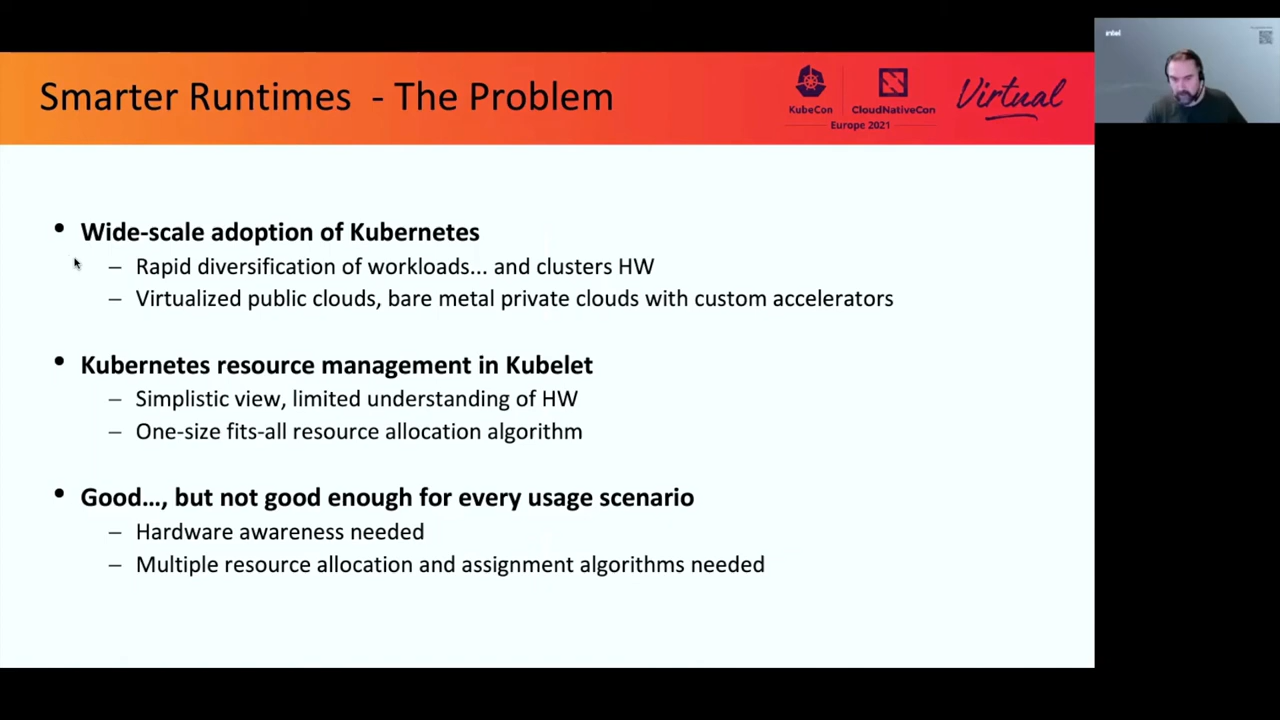 Smarter Runtimes - The Problem
KubeCon
CloudNativeCon
Europe 2021
Virtual
intel
• Wide-scale adoption of Kubernetes
– Rapid diversification of workloads... and clusters HW
– Virtualized public clouds, bare metal private clouds with custom accelerators
• Kubernetes resource management in Kubelet
– Simplistic view, limited understanding of HW
– One-size fits-all resource allocation algorithm
• Good…, but not good enough for every usage scenario
– Hardware awareness needed
– Multiple resource allocation and assignment algorithms needed